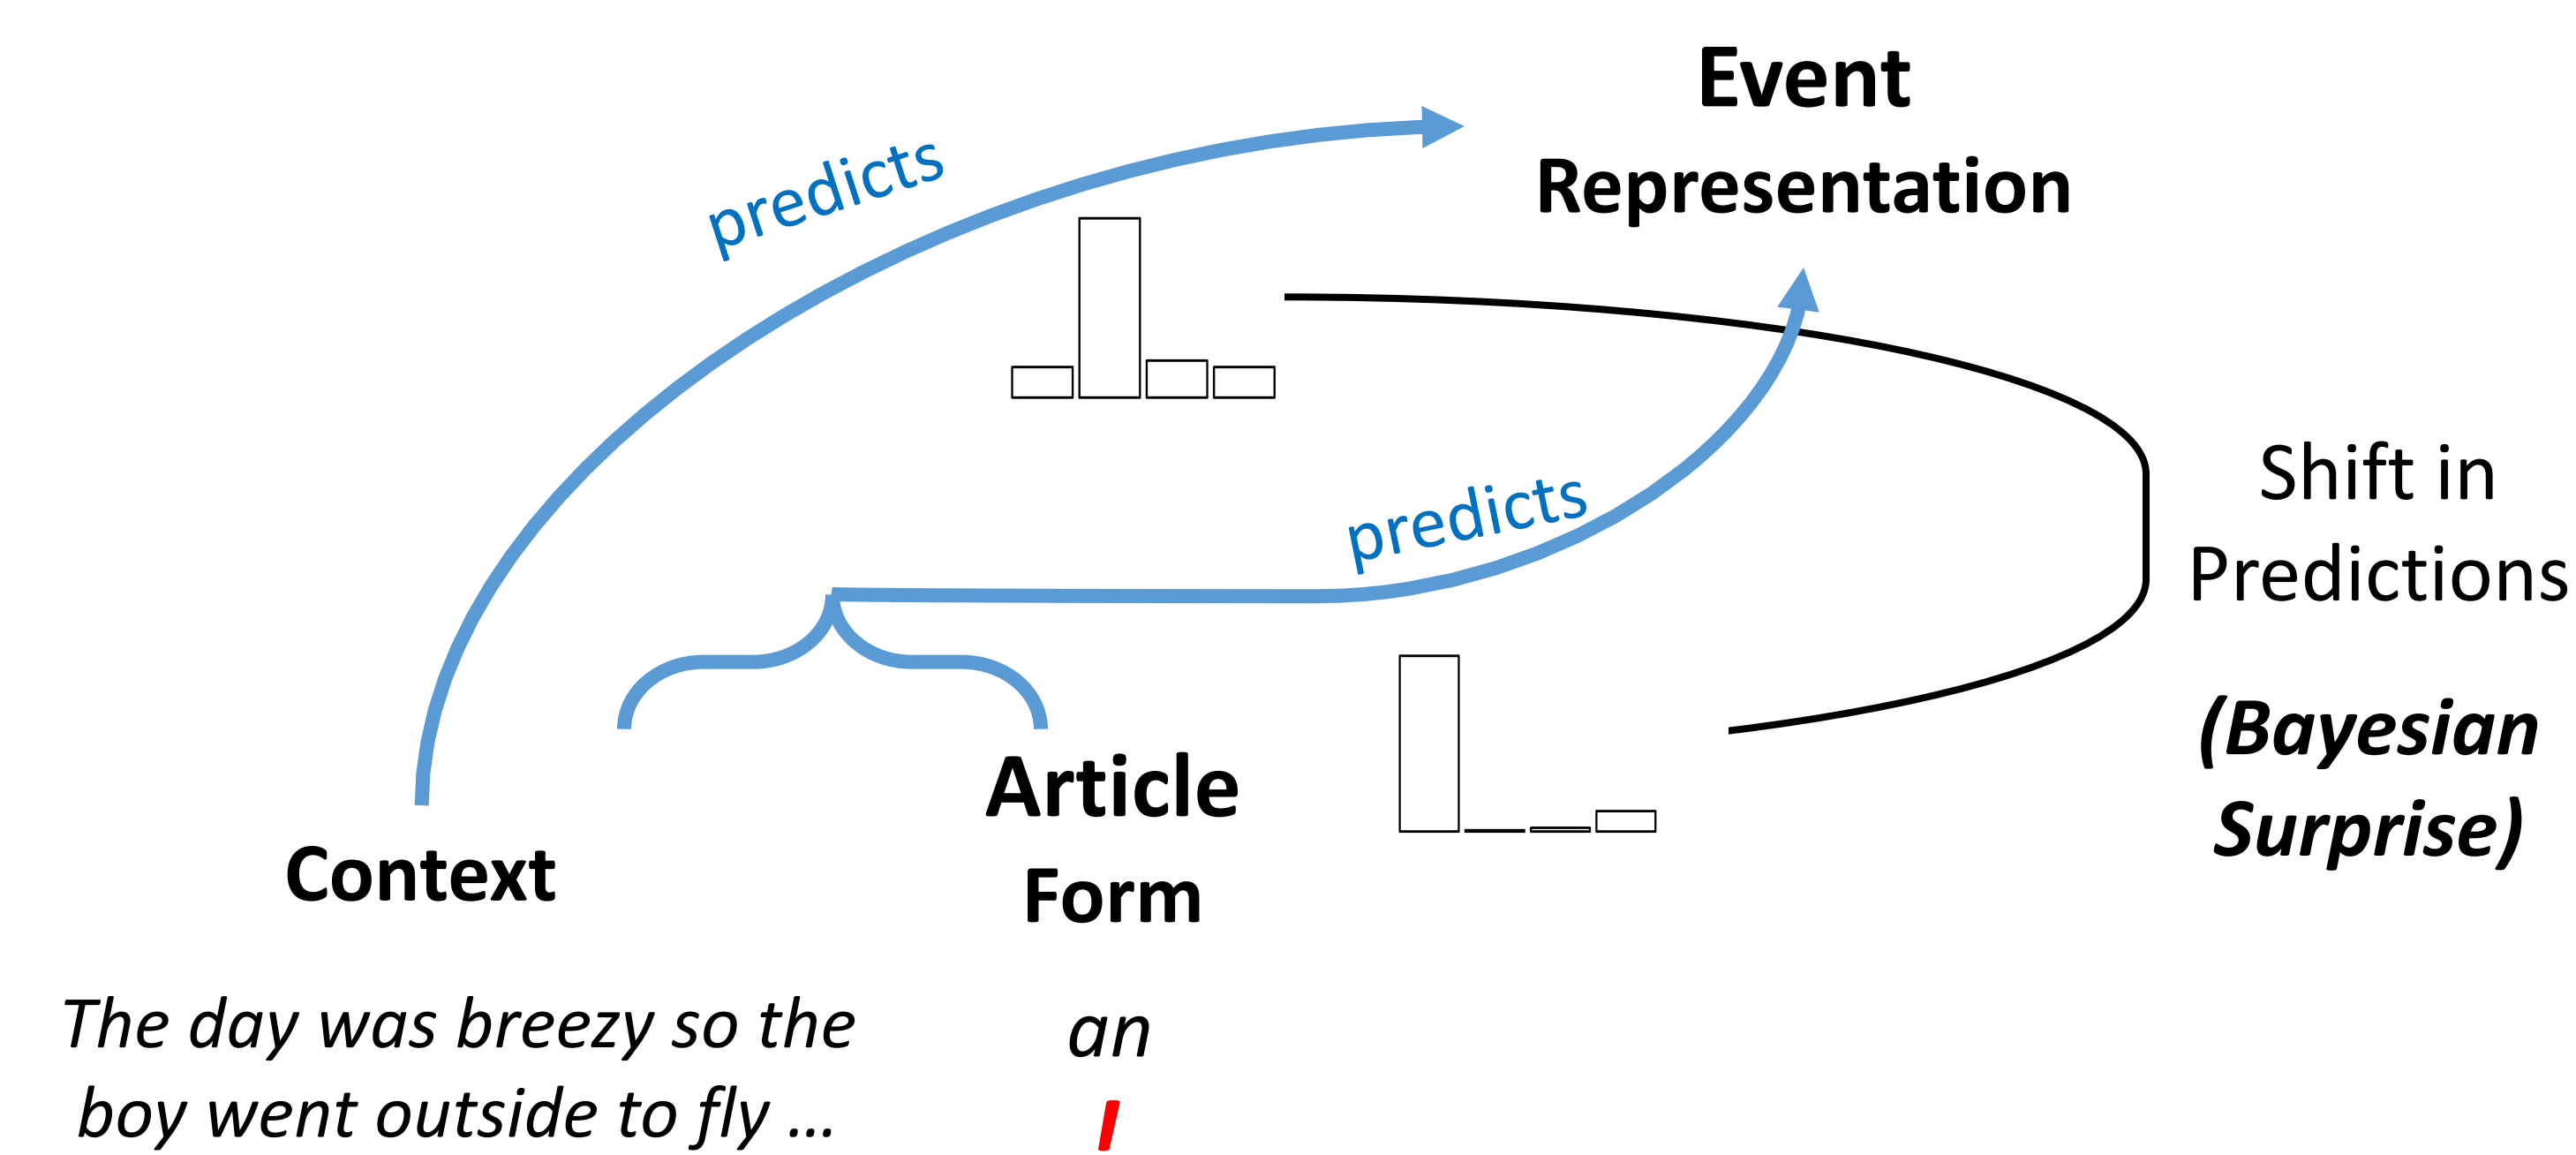 Event
Representation
predicts
predicts
Shift in
Predictions
(Bayesian
Surprise)
Article
Form
Context
The day was breezy so the
boy went outside to fly ...
an